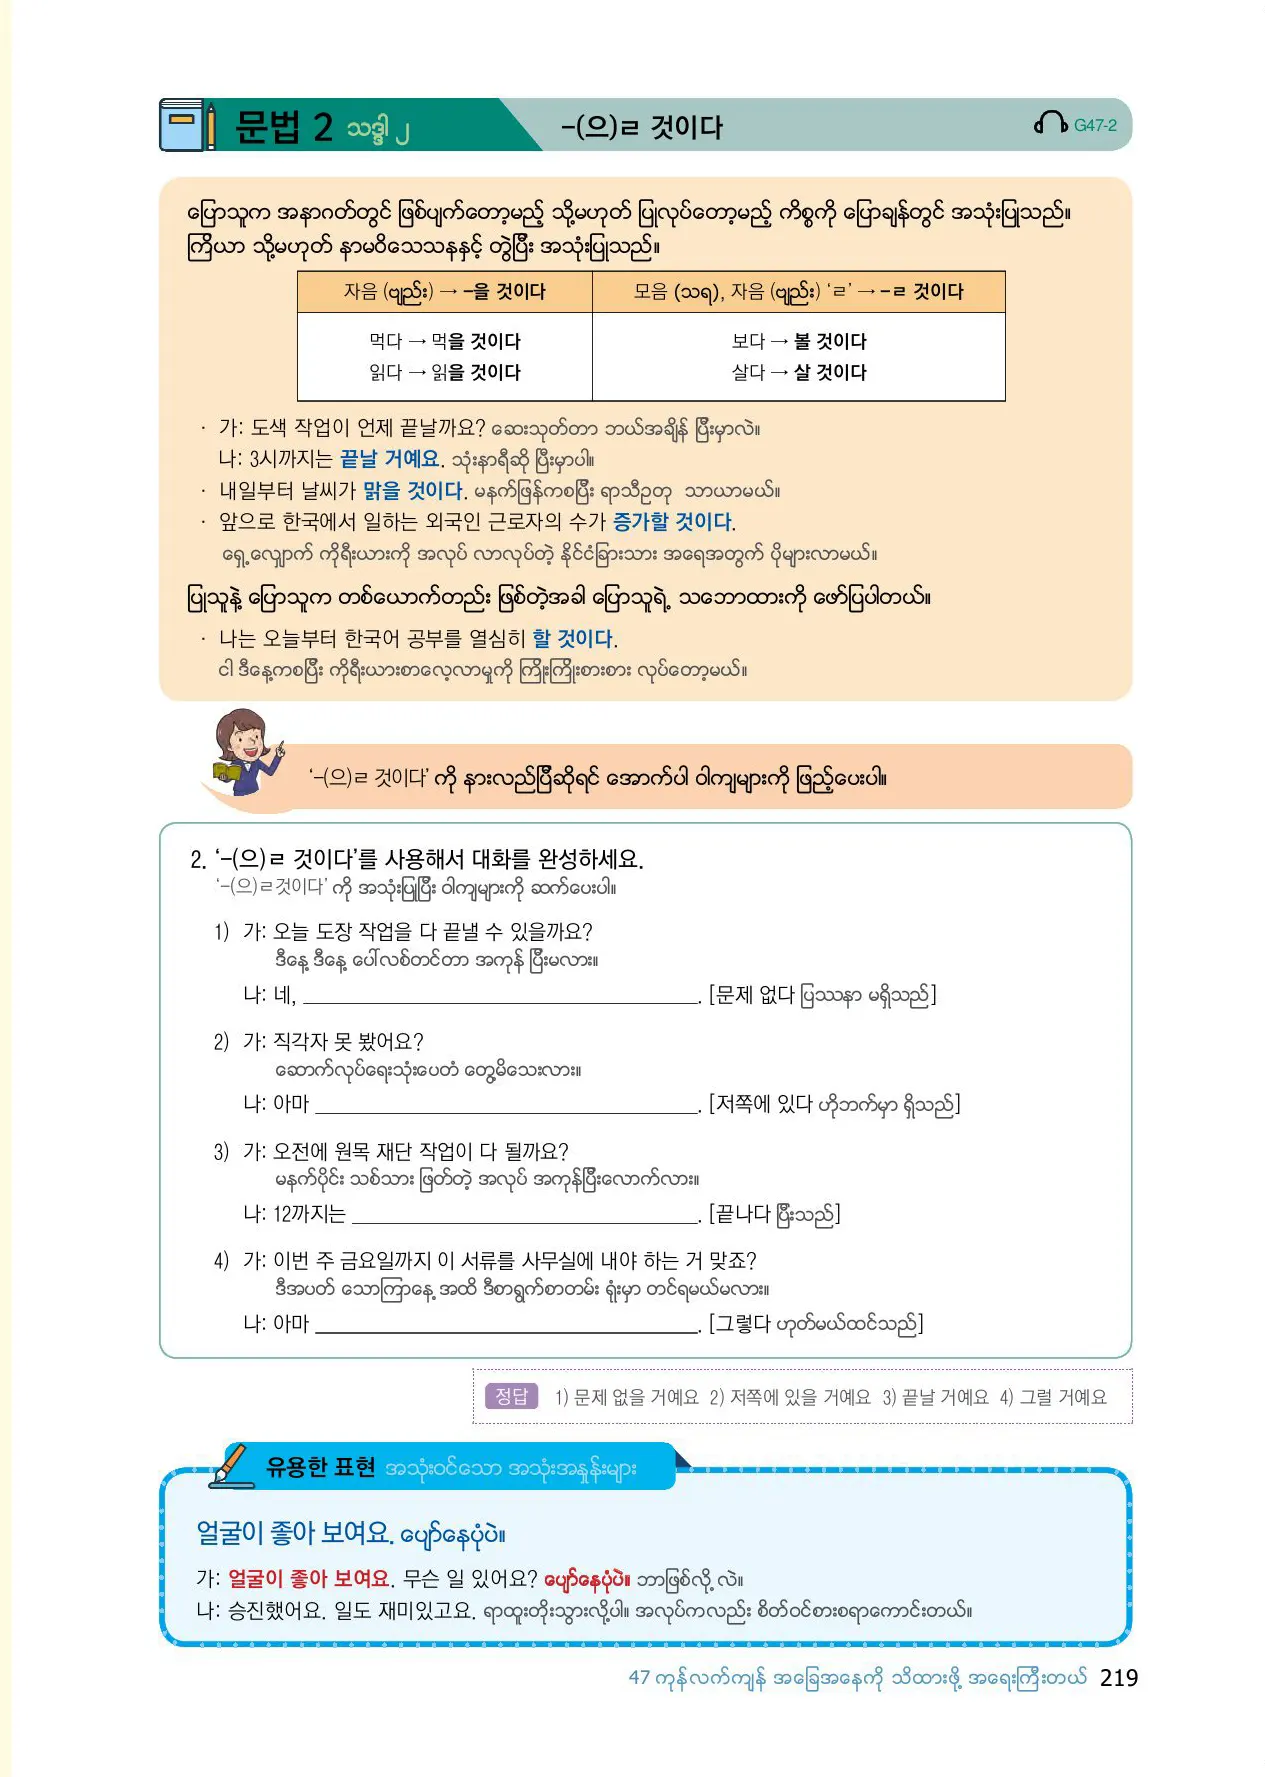 문법 2 သဒ္ဒါ ၂ -(으)ㄹ 것이다 G47-2
ပြောသူက အနာဂတ်တွင် ဖြစ်ပျက်တော့မည့် သို့မဟုတ် ပြုလုပ်တော့မည့် ကိစ္စကို ပြောချန်တွင် အသုံးပြုသည်။
ကြိယာ သို့မဟုတ် နာမဝိသေသနနှင့် တွဲပြီး အသုံးပြုသည်။
자음 (ဗျည်း) → -을 것이다 모음 (သရ), 자음 (ဗျည်း) ‘ㄹ’ → -ㄹ 것이다
먹다 → 먹을 것이다 보다 → 볼 것이다
읽다 → 읽을 것이다 살다 → 살 것이다
· 가: 도색 작업이 언제 끝날까요? ဆေးသုတ်တာ ဘယ်အချိန် ပြီးမှာလဲ။
나: 3시까지는 끝날 거예요. သုံးနာရီဆို ပြီးမှာပါ။
· 내일부터 날씨가 맑을 것이다. မနက်ဖြန်ကစပြီး ရာသီဥတု သာယာမယ်။
· 앞으로 한국에서 일하는 외국인 근로자의 수가 증가할 것이다.
ရှေ့လျှောက် ကိုရီးယားကို အလုပ် လာလုပ်တဲ့ နိုင်ငံခြားသား အရေအတွက် ပိုများလာမယ်။
ပြုသူနဲ့ ပြောသူက တစ်ယောက်တည်း ဖြစ်တဲ့အခါ ပြောသူရဲ့ သဘောထားကို ဖော်ပြပါတယ်။
· 나는 오늘부터 한국어 공부를 열심히 할 것이다.
ငါ ဒီနေ့ကစပြီး ကိုရီးယားစာလေ့လာမှုကို ကြိုးကြိုးစားစား လုပ်တော့မယ်။
‘-(으)ㄹ 것이다’ ကို နားလည်ပြီဆိုရင် အောက်ပါ ဝါကျများကို ဖြည့်ပေးပါ။
2. ‘-(으)ㄹ 것이다’를 사용해서 대화를 완성하세요.
‘-(으)ㄹ것이다’ ကို အသုံးပြုပြီး ဝါကျများကို ဆက်ပေးပါ။
1) 가: 오늘 도장 작업을 다 끝낼 수 있을까요?
ဒီနေ့ ဒီနေ့ ပေါ်လစ်တင်တာ အကုန် ပြီးမလား။
나: 네, ______. [문제 없다 ပြဿနာ မရှိသည်]
2) 가: 직각자 못 봤어요?
ဆောက်လုပ်ရေးသုံးပေတံ တွေ့မိသေးလား။
나: 아마 ______. [저쪽에 있다 ဟိုဘက်မှာ ရှိသည်]
3) 가: 오전에 원목 재단 작업이 다 될까요?
မနက်ပိုင်း သစ်သား ဖြတ်တဲ့ အလုပ် အကုန်ပြီးလောက်လား။
나: 12까지는 ______. [끝나다 ပြီးသည်]
4) 가: 이번 주 금요일까지 이 서류를 사무실에 내야 하는 거 맞죠?
ဒီအပတ် သောကြာနေ့ အထိ ဒီစာရွက်စာတမ်း ရုံးမှာ တင်ရမယ်မလား။
나: 아마 ______. [그렇다 ဟုတ်မယ်ထင်သည်]
정답 1) 문제 없을 거예요 2) 저쪽에 있을 거예요 3) 끝날 거예요 4) 그럴 거예요
유용한 표현 အသုံးဝင်သော အသုံးအနှုန်းများ
얼굴이 좋아 보여요. ပျော်နေပုံပဲ။
가: 얼굴이 좋아 보여요. 무슨 일 있어요? ပျော်နေပုံပဲ။ ဘာဖြစ်လို့ လဲ။
나: 승진했어요. 일도 재미있고요. ရာထူးတိုးသွားလို့ပါ။ အလုပ်ကလည်း စိတ်ဝင်စားစရာကောင်းတယ်။
47 ကုန်လက်ကျန် အခြေအနေကို သိထားဖို့ အရေးကြီးတယ် 219